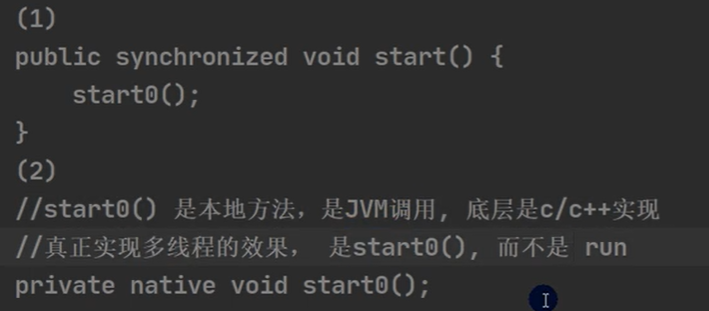 (1)
public synchronized void start() {
    start0();
}
(2)
//start0() 是本地方法，是JVM调用, 底层是c/c++实现
//真正实现多线程的效果， 是start0(), 而不是 run
private native void start0();